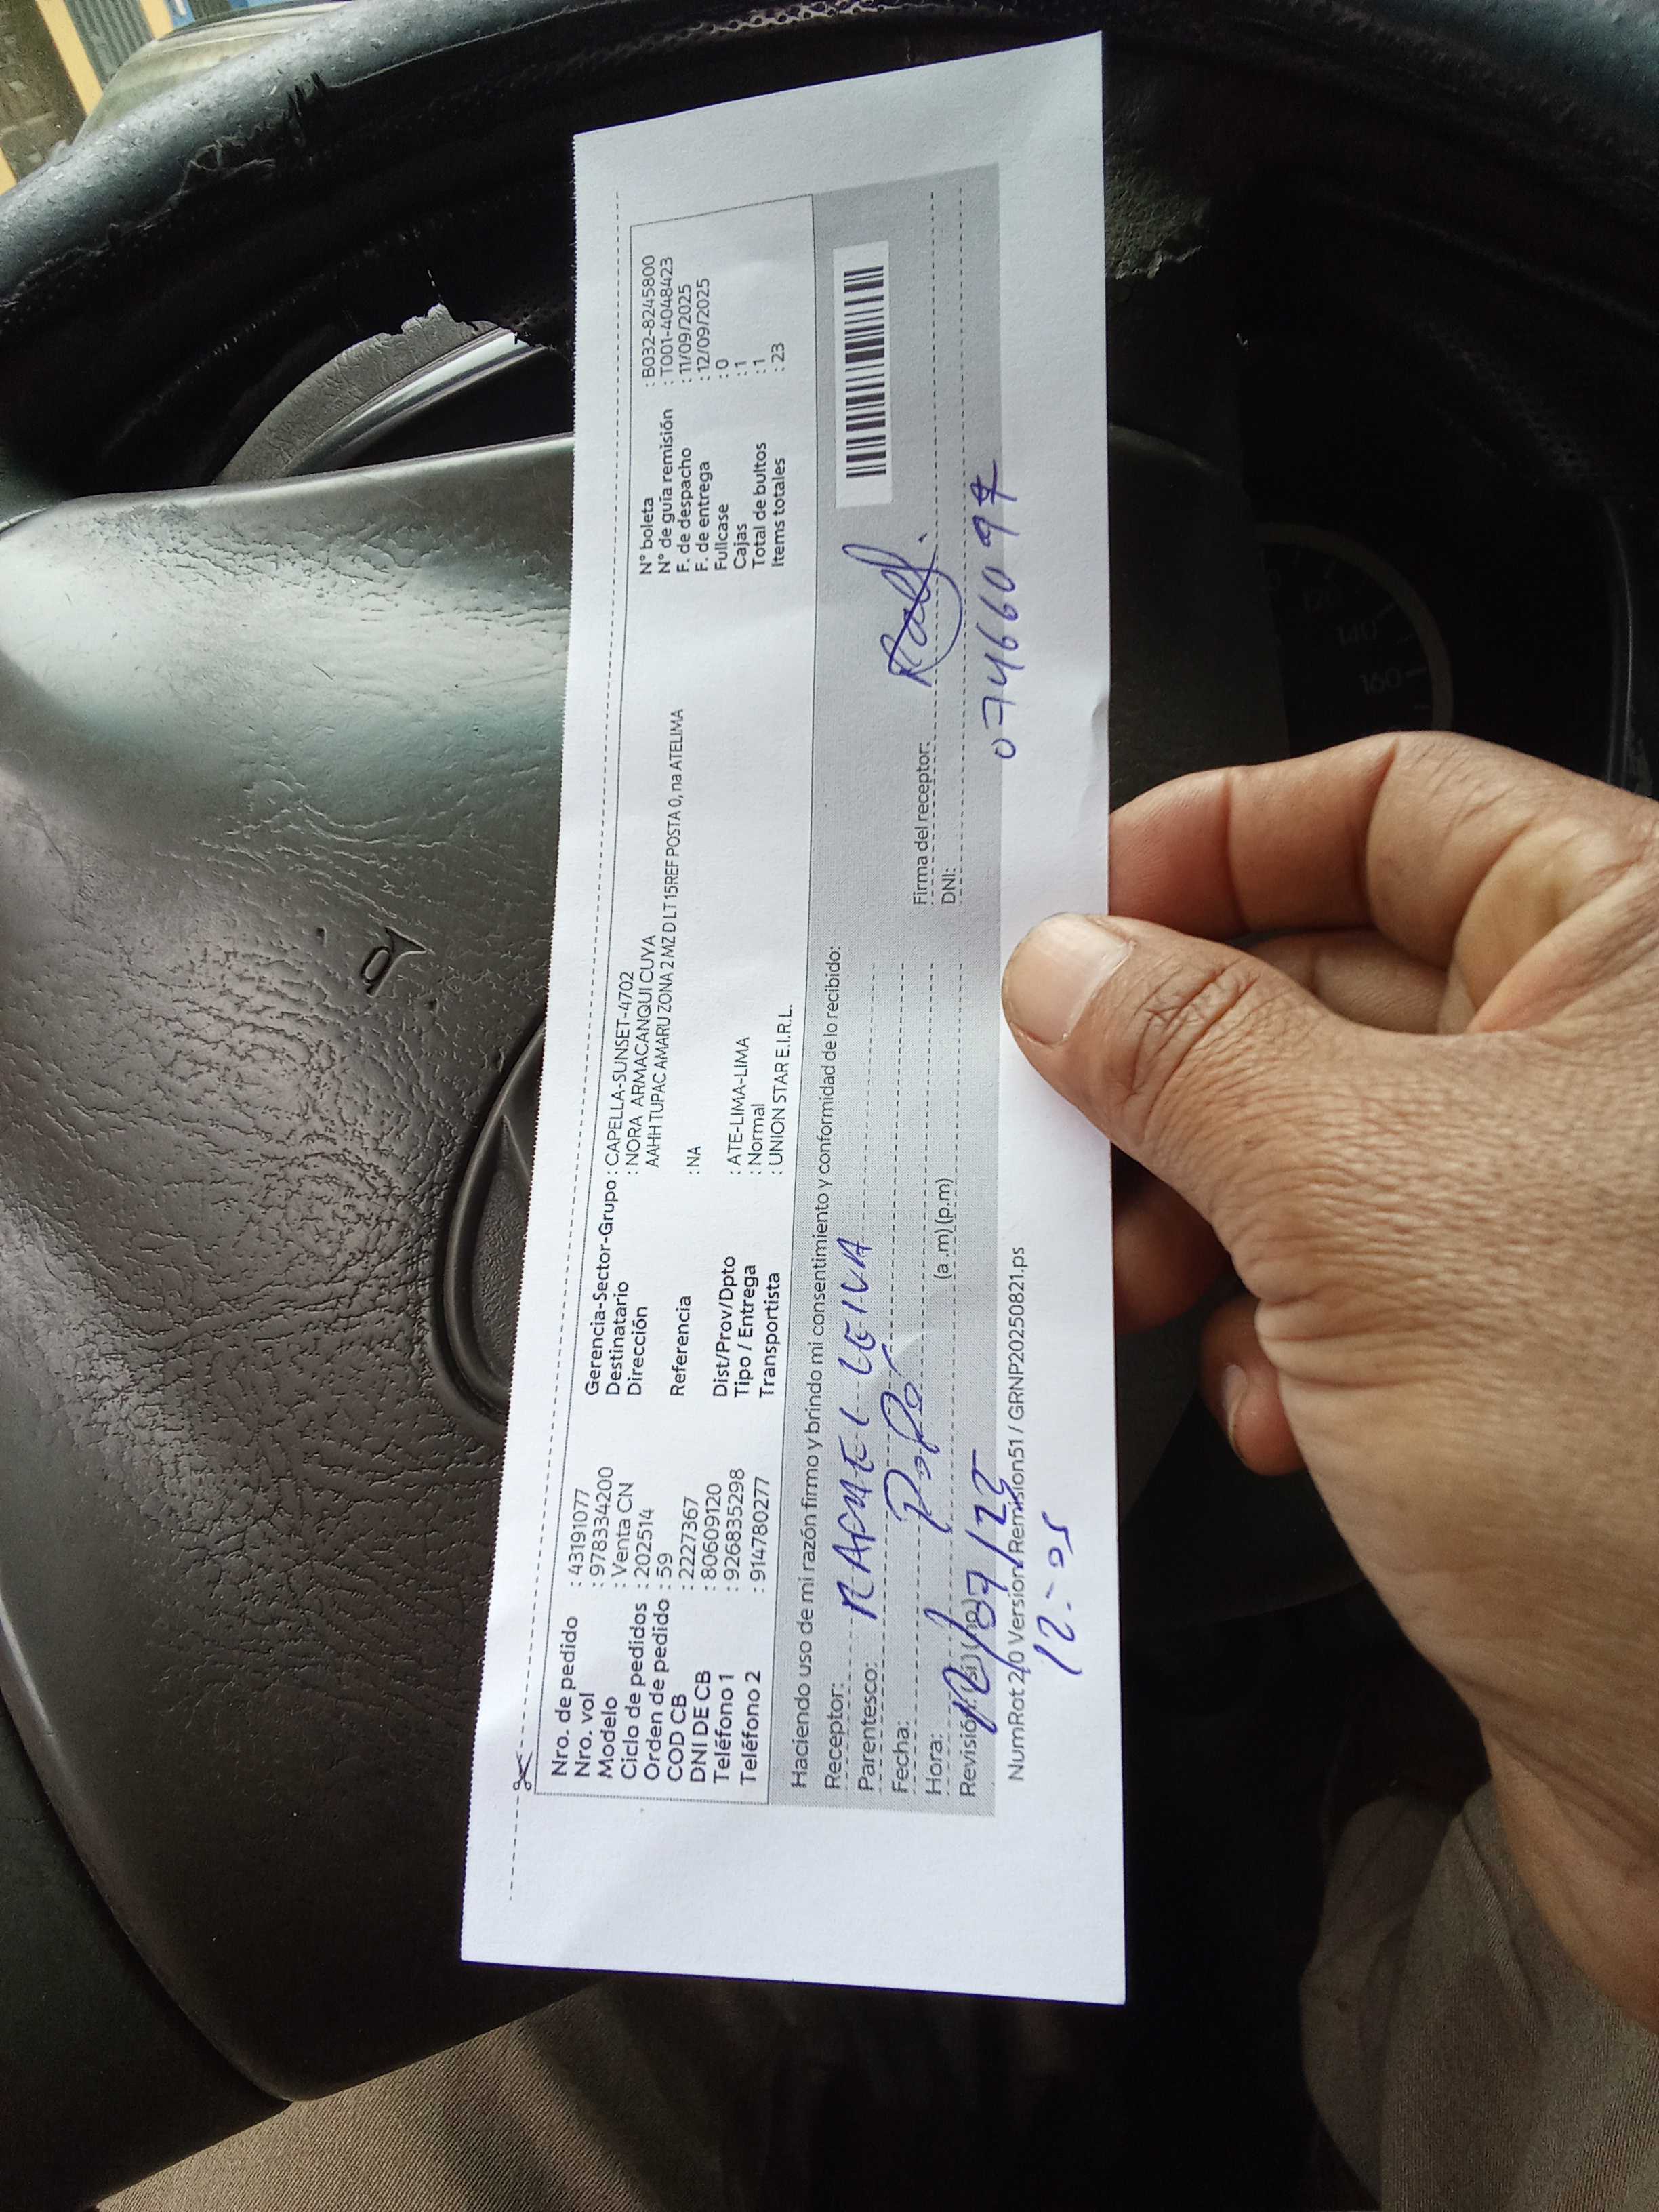 Nro. de pedido : 43191077
Nro. vol : 978334200
Modelo : Venta CN
Ciclo de pedidos : 202514
Orden de pedido : 59
COD CB : 2227367
DNI DE CB : 80609120
Teléfono 1 : 926835298
Teléfono 2 : 914780277
Gerencia-Sector-Grupo : CAPELLA-SUNSET-4702
Destinatario : NORA ARMACANQUI CUYA
Dirección AAHH TUPAC AMARU ZONA 2 MZ D LT 15REF POSTA 0, na ATELIMA
Referencia : NA
Dist/Prov/Dpto : ATE-LIMA-LIMA
Tipo / Entrega : Normal
Transportista : UNION STAR E.I.R.L.
N° boleta : B032-8245800
N° de guía remisión : T001-4048423
F. de despacho : 11/09/2025
F. de entrega : 12/09/2025
Fullcase : 0
Cajas : 1
Total de bultos : 1
Items totales : 23
Haciendo uso de mi razón firmo y brindo mi consentimiento y conformidad de lo recibido:
Receptor: RAFAEL LEIVA
Parentesco:
Fecha:
Hora: (a .m) (p.m)
Revisión: (si)
Firma del receptor:
DNI:
NumRot 2/0 Version Remision51 / GRNP20250821.ps
12:05